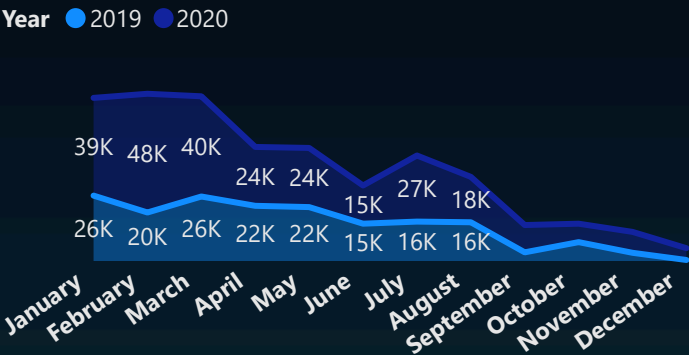 Year 2019 2020
39K 48K 40K 24K 24K 15K 27K 18K
26K 20K 26K 22K 22K 15K 16K 16K
January February March April May June July August September October November December